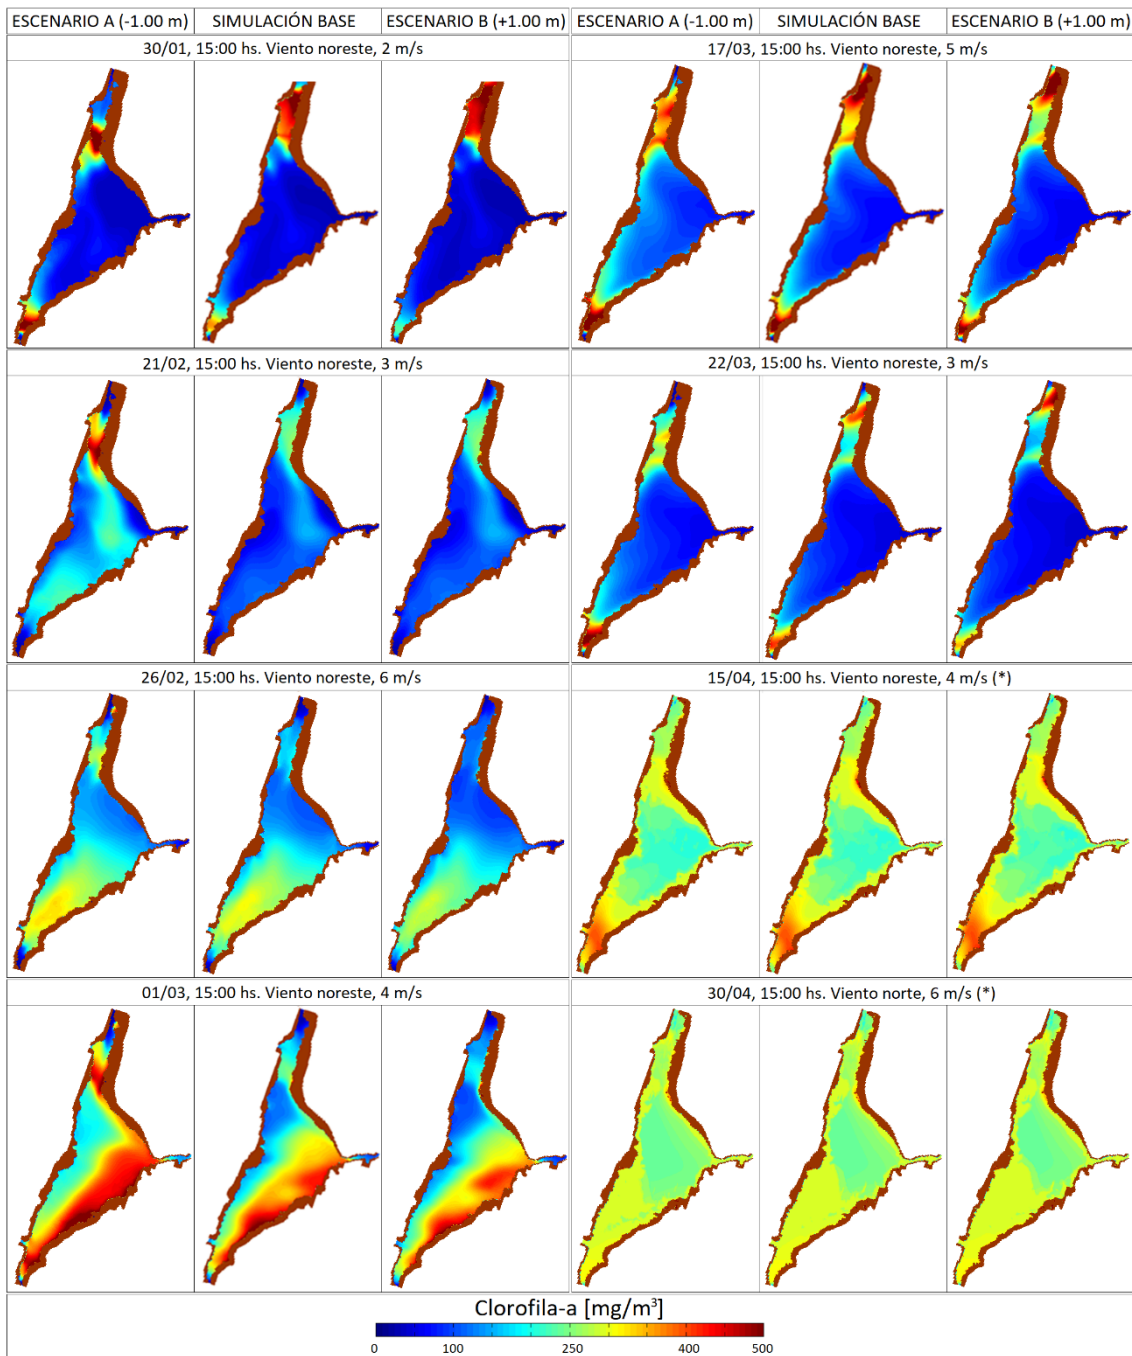 ESCENARIO A (-1.00 m) SIMULACIÓN BASE ESCENARIO B (+1.00 m) ESCENARIO A (-1.00 m) SIMULACIÓN BASE ESCENARIO B (+1.00 m)
30/01, 15:00 hs. Viento noreste, 2 m/s
17/03, 15:00 hs. Viento noreste, 5 m/s
21/02, 15:00 hs. Viento noreste, 3 m/s
22/03, 15:00 hs. Viento noreste, 3 m/s
26/02, 15:00 hs. Viento noreste, 6 m/s
15/04, 15:00 hs. Viento noreste, 4 m/s (*)
01/03, 15:00 hs. Viento noreste, 4 m/s
30/04, 15:00 hs. Viento norte, 6 m/s (*)
Clorofila-a [mg/m³]
0 100 250 400 500